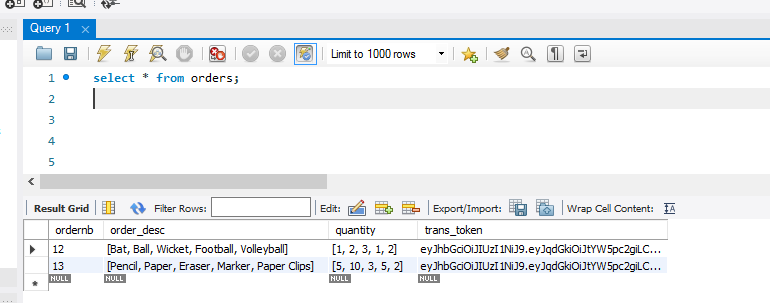 Query 1
Limit to 1000 rows
1 select * from orders;
2
3
4
5
Result Grid Filter Rows: Edit: Export/Import: Wrap Cell Content: IA
ordernb order_desc quantity trans_token
12 [Bat, Ball, Wicket, Football, Volleyball] [1, 2, 3, 1, 2] eyJhbGciOiJIUzI1NiJ9.eyJqdGkiOiJtYW5pc2giLC...
13 [Pencil, Paper, Eraser, Marker, Paper Clips] [5, 10, 3, 5, 2] eyJhbGciOiJIUzI1NiJ9.eyJqdGkiOiJtYW5pc2giLC...
NULL NULL NULL NULL